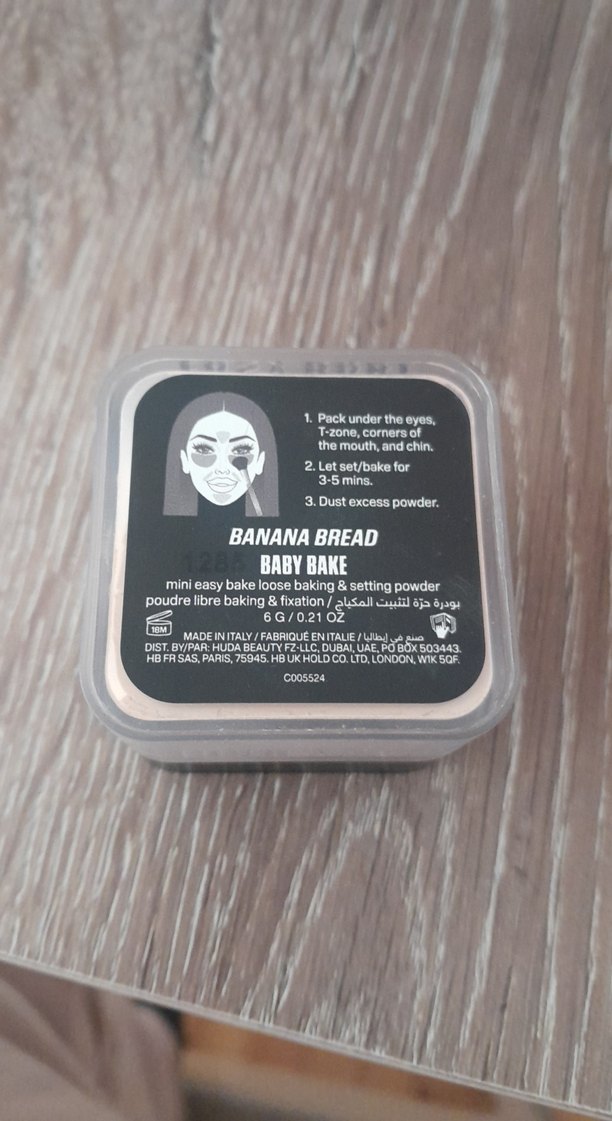 1. Pack under the eyes,
T-zone, corners of
the mouth, and chin.
2. Let set/bake for
3-5 mins.
3. Dust excess powder.
BANANA BREAD
BABY BAKE
mini easy bake loose baking & setting powder
poudre libre baking & fixation / بودرة حرّة لتثبيت المكياج
6 G / 0.21 OZ
18M
MADE IN ITALY / FABRIQUÉ EN ITALIE / صنع في إيطاليا
DIST. BY/PAR: HUDA BEAUTY FZ-LLC, DUBAI, UAE, PO BOX 503443.
HB FR SAS, PARIS, 75945. HB UK HOLD CO. LTD, LONDON, W1K 5QF.
C005524